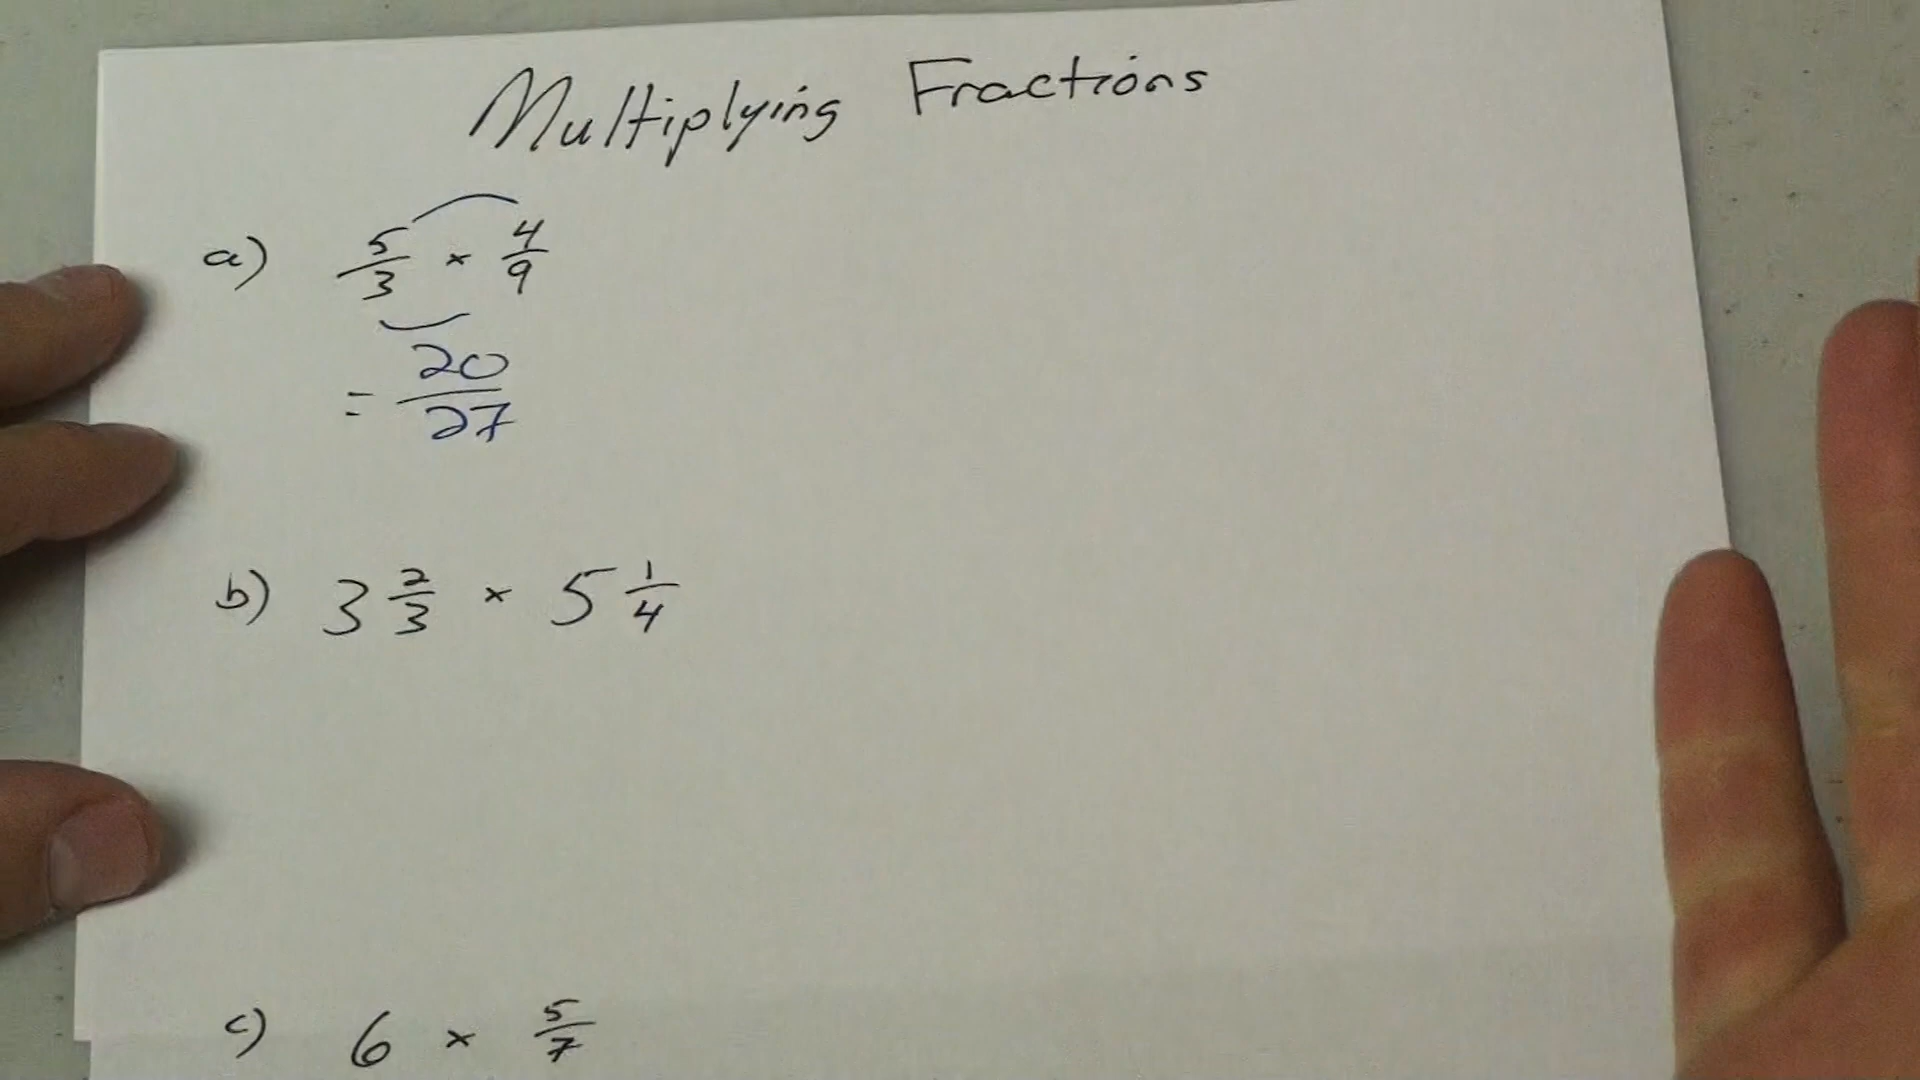 Multiplying Fractions
a) 5/3 × 4/9
= 20/27
b) 3 2/3 × 5 1/4
c) 6 × 5/7